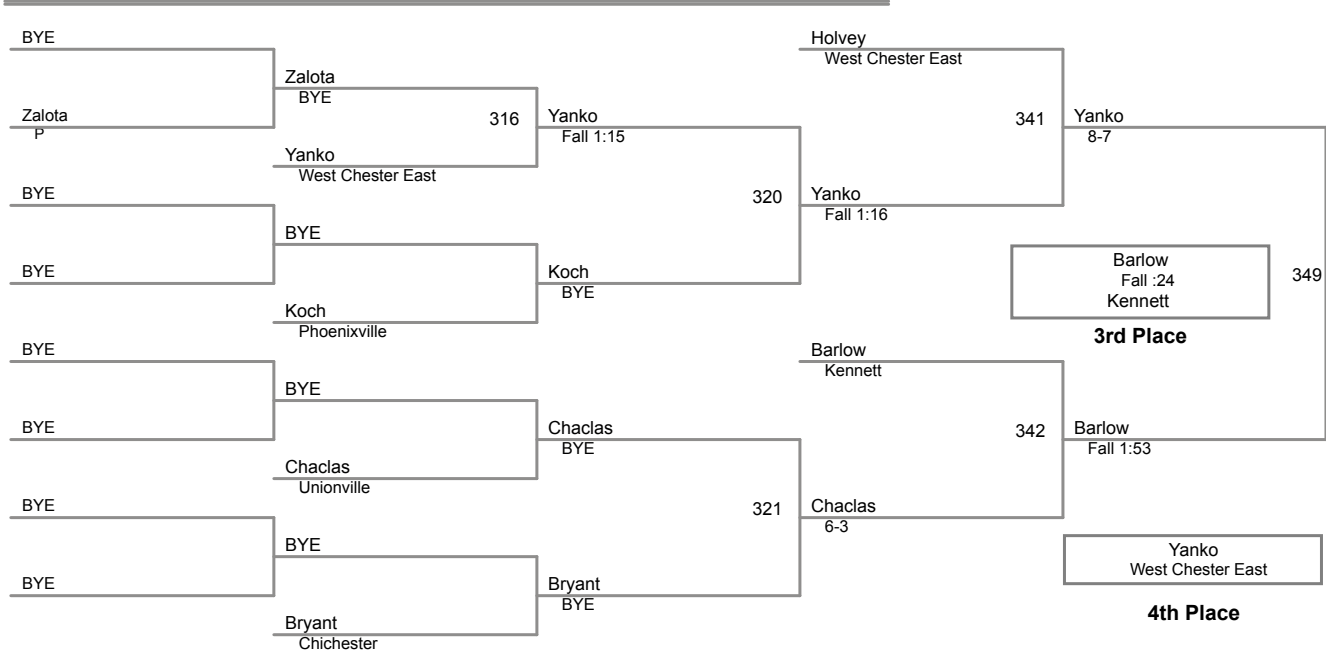 BYE
Holvey
West Chester East
Zalota
BYE
Zalota
P
316
Yanko
Fall 1:15
341
Yanko
8-7
Yanko
West Chester East
BYE
320
Yanko
Fall 1:16
BYE
BYE
Koch
BYE
Barlow
Fall :24
Kennett
349
Koch
Phoenixville
3rd Place
BYE
Barlow
Kennett
BYE
BYE
Chaclas
BYE
342
Barlow
Fall 1:53
Chaclas
Unionville
BYE
321
Chaclas
6-3
BYE
Yanko
West Chester East
BYE
Bryant
BYE
4th Place
Bryant
Chichester